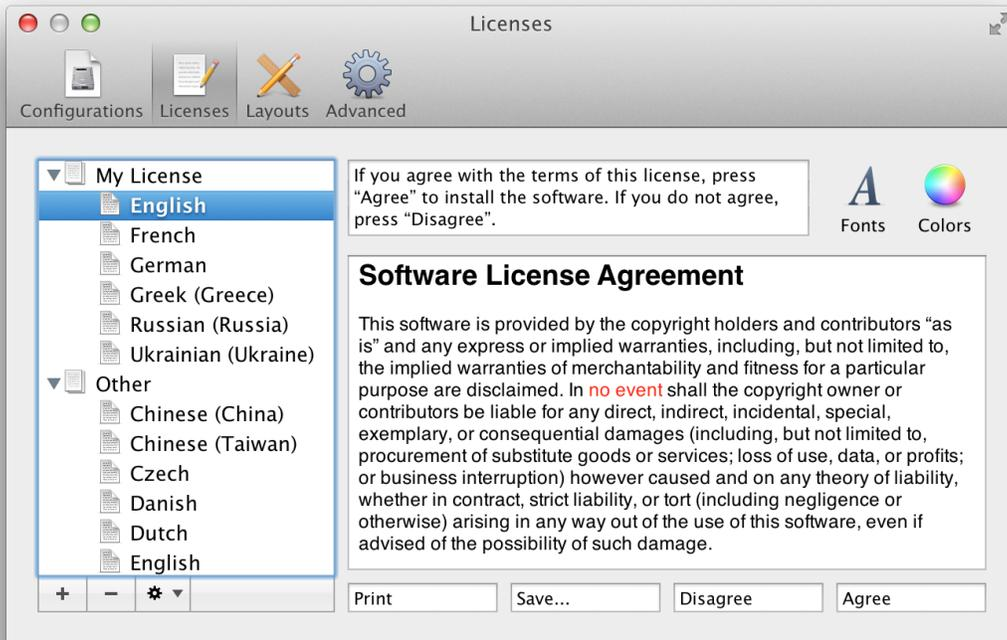 Licenses
Configurations
Licenses
Layouts
Advanced
My License
English
French
German
Greek (Greece)
Russian (Russia)
Ukrainian (Ukraine)
Other
Chinese (China)
Chinese (Taiwan)
Czech
Danish
Dutch
English
If you agree with the terms of this license, press
“Agree” to install the software. If you do not agree,
press “Disagree”.
Fonts
Colors
Software License Agreement
This software is provided by the copyright holders and contributors “as
is” and any express or implied warranties, including, but not limited to,
the implied warranties of merchantability and fitness for a particular
purpose are disclaimed. In no event shall the copyright owner or
contributors be liable for any direct, indirect, incidental, special,
exemplary, or consequential damages (including, but not limited to,
procurement of substitute goods or services; loss of use, data, or profits;
or business interruption) however caused and on any theory of liability,
whether in contract, strict liability, or tort (including negligence or
otherwise) arising in any way out of the use of this software, even if
advised of the possibility of such damage.
Print
Save...
Disagree
Agree